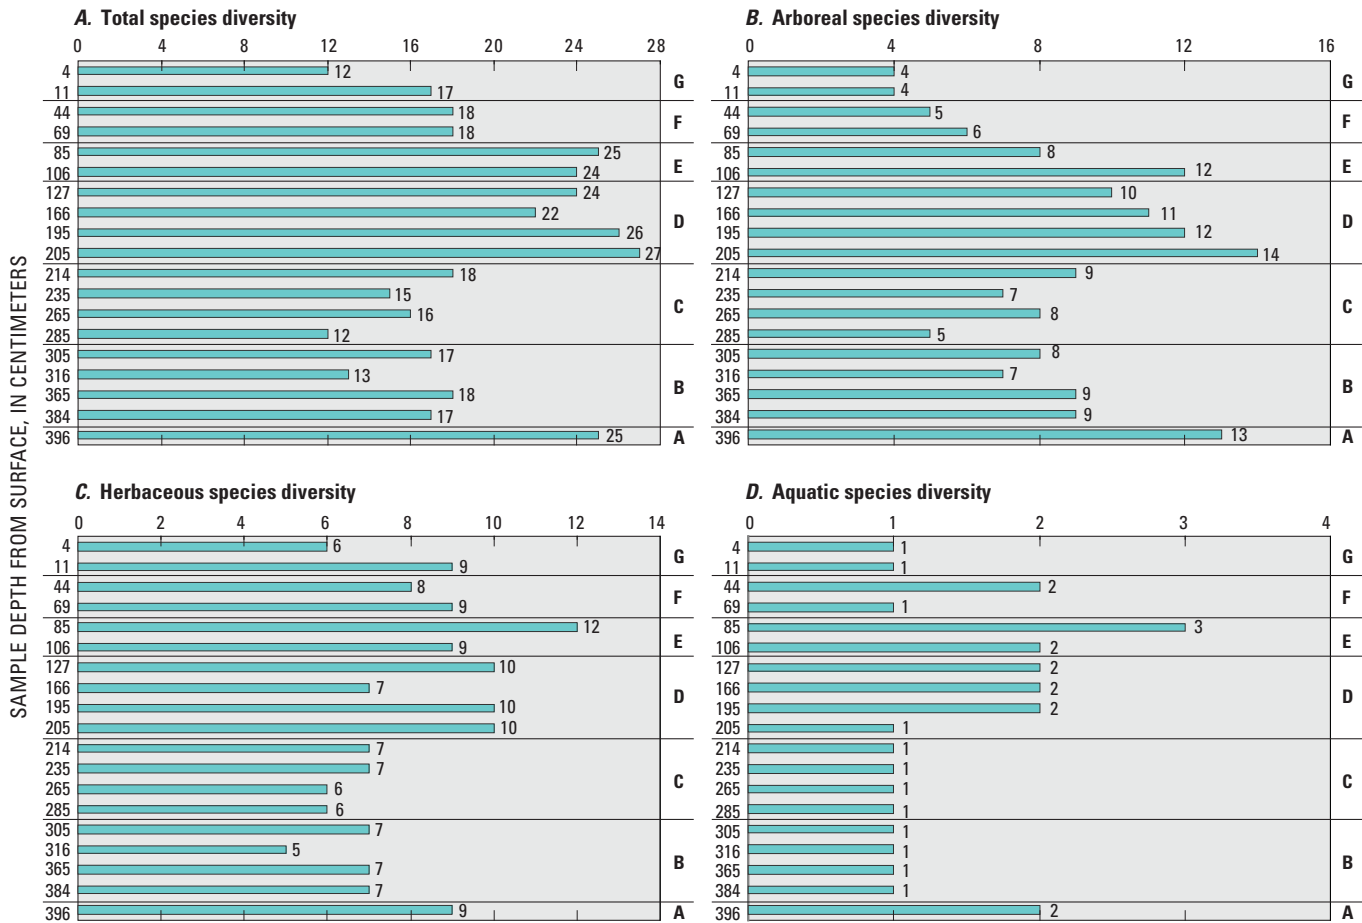 A. Total species diversity
0 4 8 12 16 20 24 28
4 12
11 17
G
44 18
69 18
F
85 25
106 24
E
127 24
166 22
195 26
205 27
D
214 18
235 15
265 16
285 12
C
305 17
316 13
365 18
384 17
B
396 25 A
B. Arboreal species diversity
0 4 8 12 16
4 4
11 4
G
44 5
69 6
F
85 8
106 12
E
127 10
166 11
195 12
205 14
D
214 9
235 7
265 8
285 5
C
305 8
316 7
365 9
384 9
B
396 13 A
SAMPLE DEPTH FROM SURFACE, IN CENTIMETERS
C. Herbaceous species diversity
0 2 4 6 8 10 12 14
4 6
11 9
G
44 8
69 9
F
85 12
106 9
E
127 10
166 7
195 10
205 10
D
214 7
235 7
265 6
285 6
C
305 7
316 5
365 7
384 7
B
396 9 A
D. Aquatic species diversity
0 1 2 3 4
4 1
11 1
G
44 2
69 1
F
85 3
106 2
E
127 2
166 2
195 2
205 1
D
214 1
235 1
265 1
285 1
C
305 1
316 1
365 1
384 1
B
396 2 A